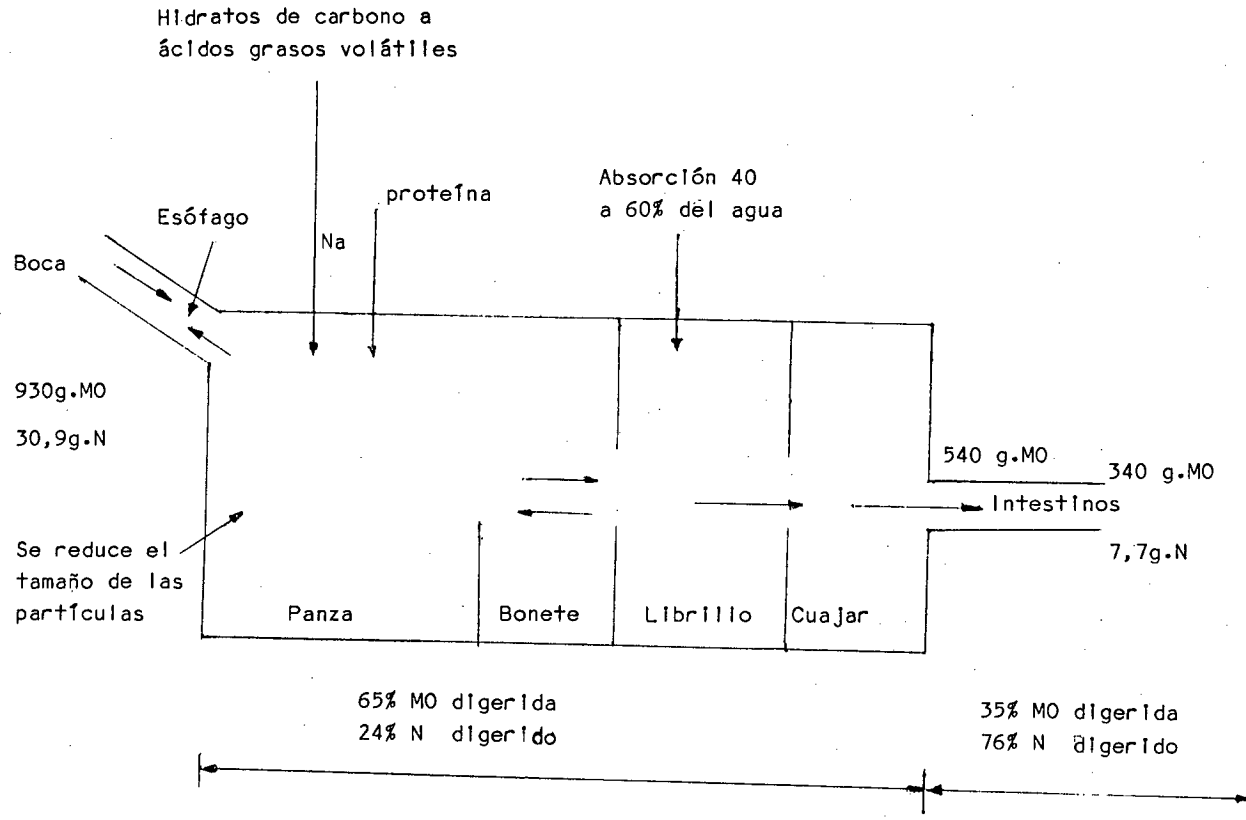 Hidratos de carbono a
ácidos grasos volátiles
Absorción 40
a 60% del agua
proteína
Esófago
Na
Boca
930g.MO
30,9g.N
540 g.MO
340 g.MO
Intestinos
7,7g.N
Se reduce el
tamaño de las
partículas
Panza
Bonete
Librillo
Cuajar
65% MO digerida
24% N digerido
35% MO digerida
76% N digerido